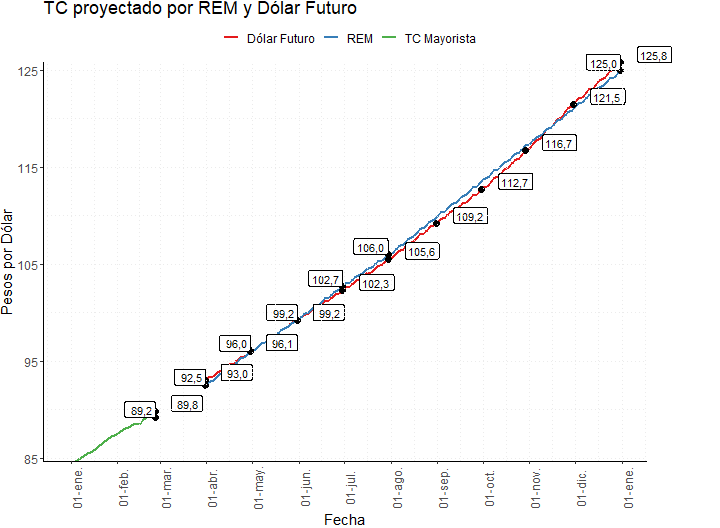 TC proyectado por REM y Dólar Futuro
Dólar Futuro REM TC Mayorista
Pesos por Dólar
125
115
105
95
85
125,0
125,8
121,5
116,7
112,7
109,2
106,0
105,6
102,7
102,3
99,2
99,2
96,0
96,1
92,5
93,0
89,2
89,8
01-ene.
01-feb.
01-mar.
01-abr.
01-may.
01-jun.
01-jul.
01-ago.
01-sep.
01-oct.
01-nov.
01-dic.
01-ene.
Fecha